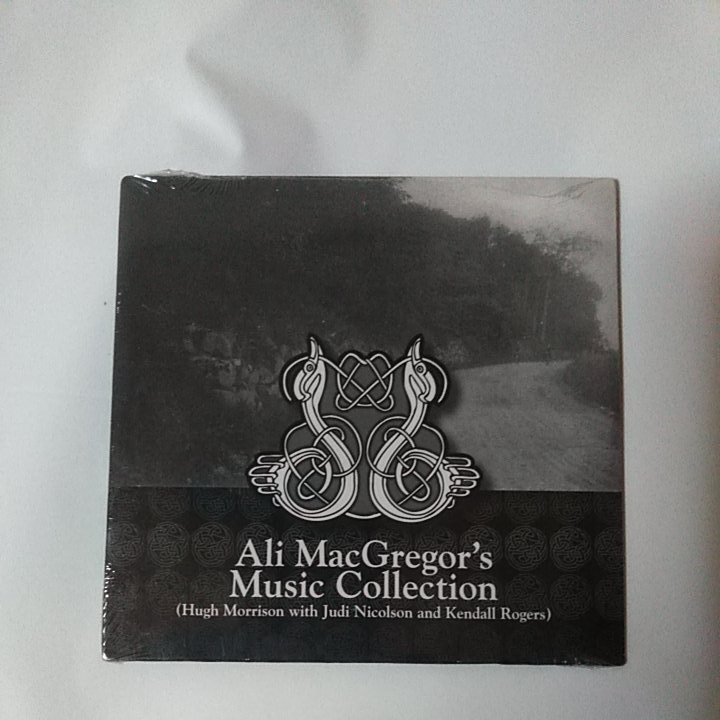 Ali MacGregor's
Music Collection
(Hugh Morrison with Judi Nicolson and Kendall Rogers)